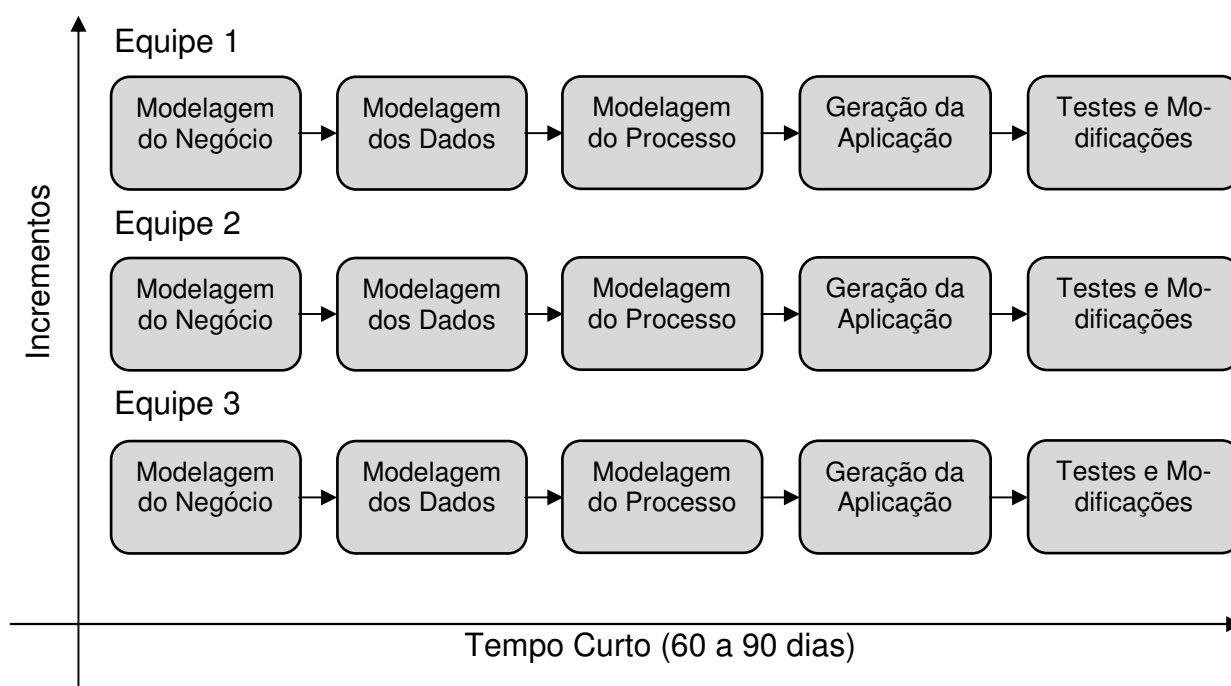 Equipe 1
Modelagem
do Negócio
Modelagem
dos Dados
Modelagem
do Processo
Geração da
Aplicação
Testes e Mo-
dificações
Incrementos
Equipe 2
Modelagem
do Negócio
Modelagem
dos Dados
Modelagem
do Processo
Geração da
Aplicação
Testes e Mo-
dificações
Equipe 3
Modelagem
do Negócio
Modelagem
dos Dados
Modelagem
do Processo
Geração da
Aplicação
Testes e Mo-
dificações
Tempo Curto (60 a 90 dias)